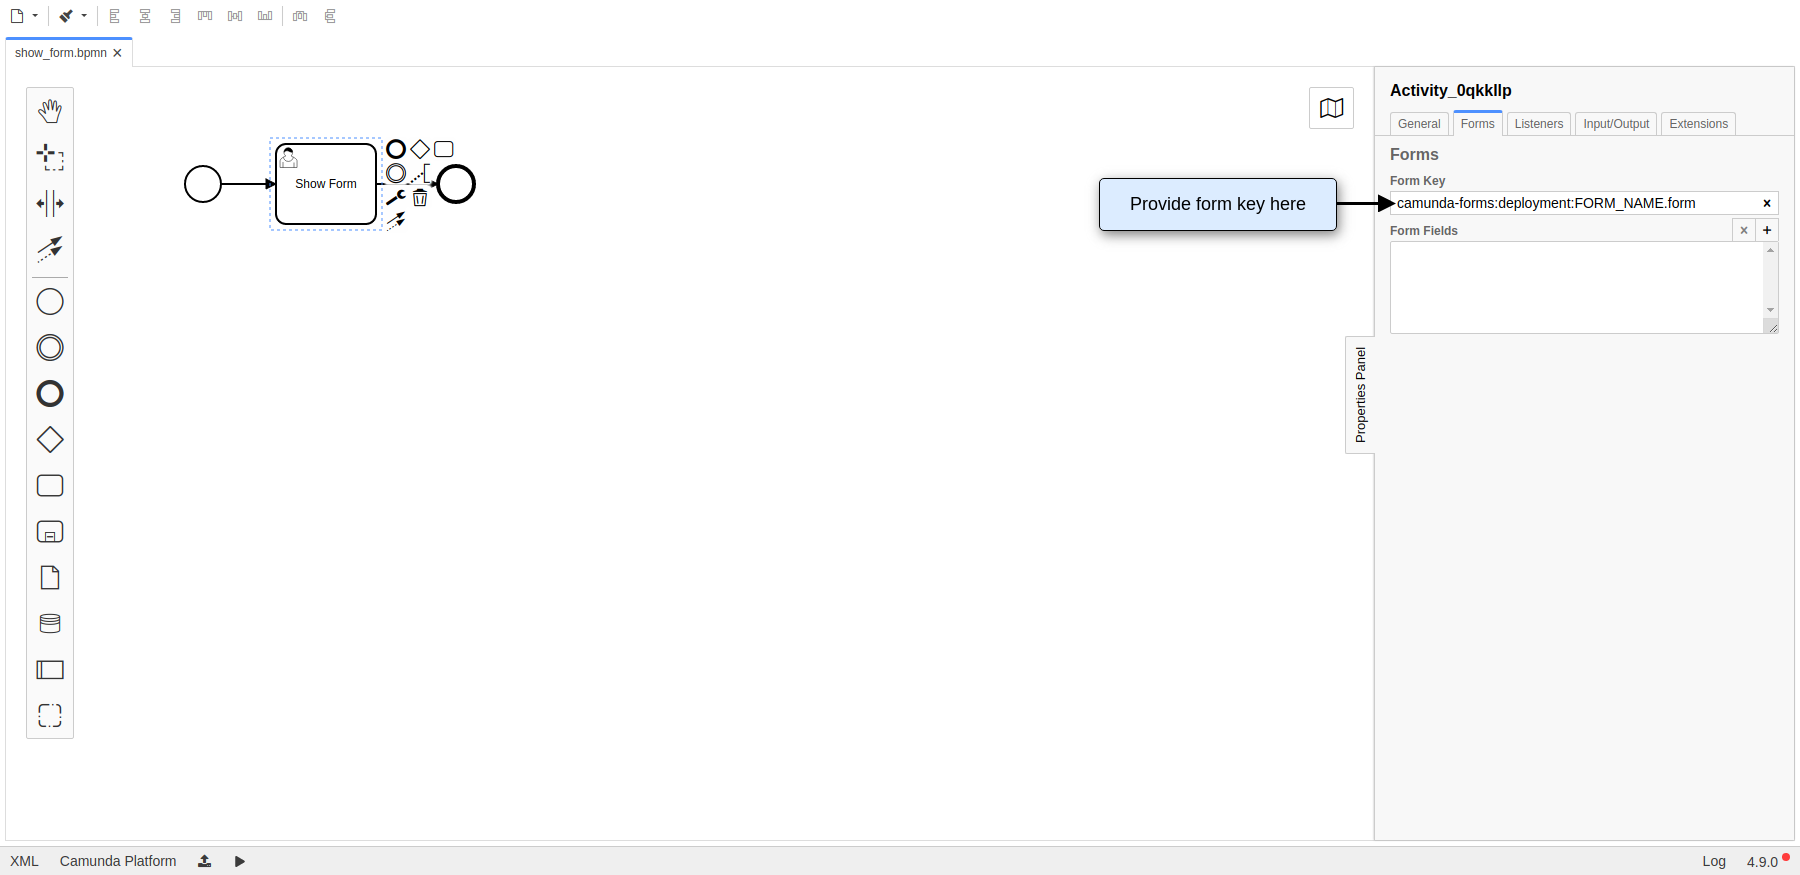 show_form.bpmn
Show Form
Provide form key here
Activity_0qkkllp
General Forms Listeners Input/Output Extensions
Forms
Form Key
camunda-forms:deployment:FORM_NAME.form
Form Fields
Properties Panel
XML Camunda Platform Log 4.9.0